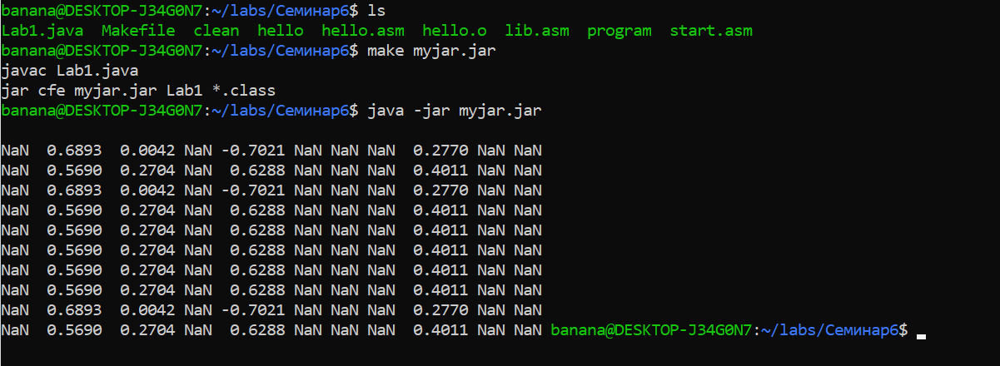 banana@DESKTOP-J34G0N7:~/labs/Семинар6$ ls
Lab1.java  Makefile  clean  hello  hello.asm  hello.o  lib.asm  program  start.asm
banana@DESKTOP-J34G0N7:~/labs/Семинар6$ make myjar.jar
javac Lab1.java
jar cfe myjar.jar Lab1 *.class
banana@DESKTOP-J34G0N7:~/labs/Семинар6$ java -jar myjar.jar
NaN  0.6893  0.0042 NaN -0.7021 NaN NaN NaN  0.2770 NaN NaN
NaN  0.5690  0.2704 NaN  0.6288 NaN NaN NaN  0.4011 NaN NaN
NaN  0.6893  0.0042 NaN -0.7021 NaN NaN NaN  0.2770 NaN NaN
NaN  0.5690  0.2704 NaN  0.6288 NaN NaN NaN  0.4011 NaN NaN
NaN  0.5690  0.2704 NaN  0.6288 NaN NaN NaN  0.4011 NaN NaN
NaN  0.5690  0.2704 NaN  0.6288 NaN NaN NaN  0.4011 NaN NaN
NaN  0.5690  0.2704 NaN  0.6288 NaN NaN NaN  0.4011 NaN NaN
NaN  0.5690  0.2704 NaN  0.6288 NaN NaN NaN  0.4011 NaN NaN
NaN  0.6893  0.0042 NaN -0.7021 NaN NaN NaN  0.2770 NaN NaN
NaN  0.5690  0.2704 NaN  0.6288 NaN NaN NaN  0.4011 NaN NaN banana@DESKTOP-J34G0N7:~/labs/Семинар6$